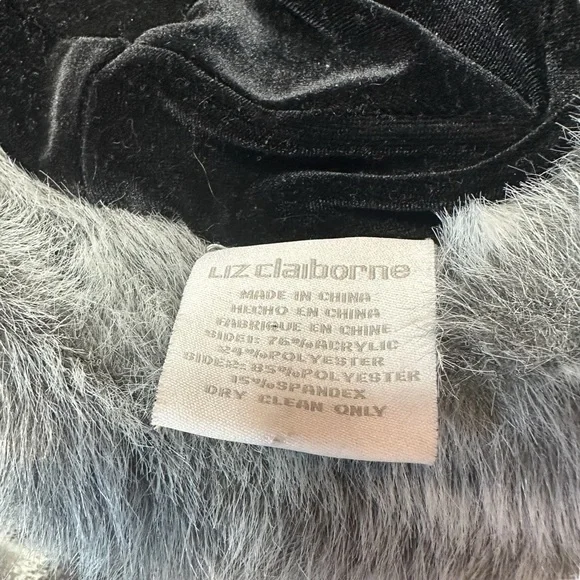 LIZ claiborne
MADE IN CHINA
HECHO EN CHINA
FABRIQUE EN CHINE
SIDE1: 76%ACRYLIC
24%POLYESTER
SIDE2: 85%POLYESTER
15%SPANDEX
DRY CLEAN ONLY